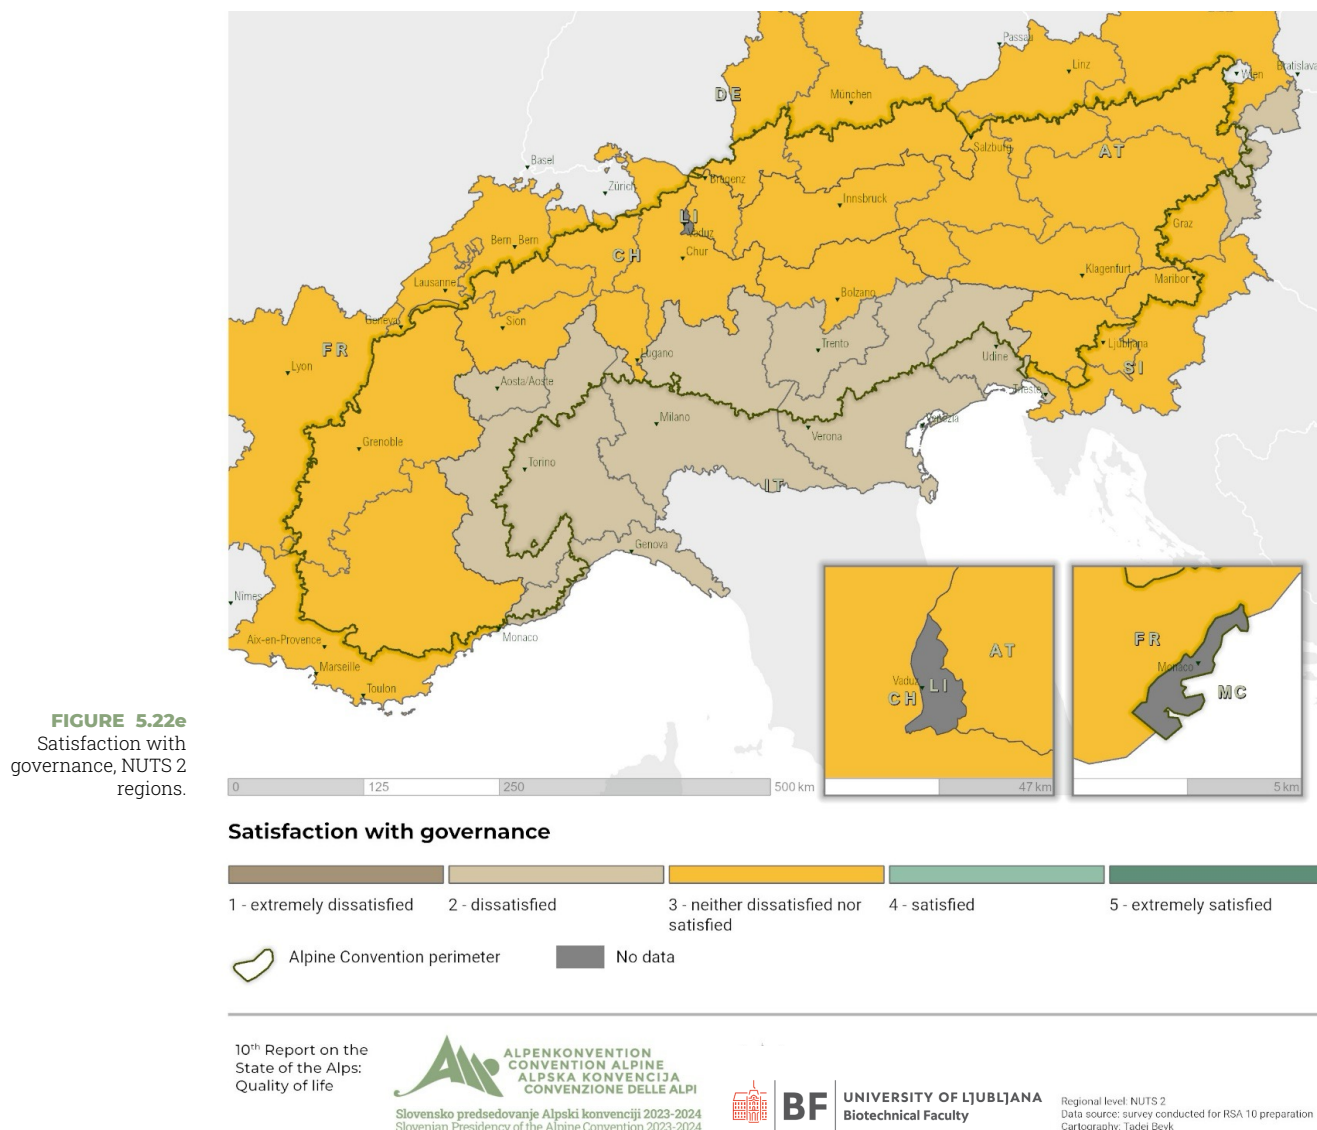 Passau
Linz
Wien
Bratislava
DE
München
Salzburg
AT
Basel
Zürich
Bregenz
Innsbruck
LI
Vaduz
Graz
Bern
Bern
CH
Chur
Klagenfurt
Maribor
Lausanne
Bolzano
Geneva
Sion
FR
Lugano
Trento
Udine
Ljubljana
SI
Lyon
Aosta/Aoste
Trieste
Milano
Venezia
Verona
Grenoble
Torino
IT
Genova
Nîmes
Aix-en-Provence
Monaco
Marseille
Toulon
AT
Vaduz
LI
CH
FR
Monaco
MC
0
125
250
500 km
47 km
5 km
FIGURE 5.22e
Satisfaction with
governance, NUTS 2
regions.
Satisfaction with governance
1 - extremely dissatisfied
2 - dissatisfied
3 - neither dissatisfied nor
satisfied
4 - satisfied
5 - extremely satisfied
Alpine Convention perimeter
No data
10th Report on the
State of the Alps:
Quality of life
ALPENKONVENTION
CONVENTION ALPINE
ALPSKA KONVENCIJA
CONVENZIONE DELLE ALPI
Slovensko predsedovanje Alpski konvenciji 2023-2024
Slovenian Presidency of the Alpine Convention 2023-2024
BF
UNIVERSITY OF LJUBLJANA
Biotechnical Faculty
Regional level: NUTS 2
Data source: survey conducted for RSA 10 preparation
Cartography: Tadej Bevk